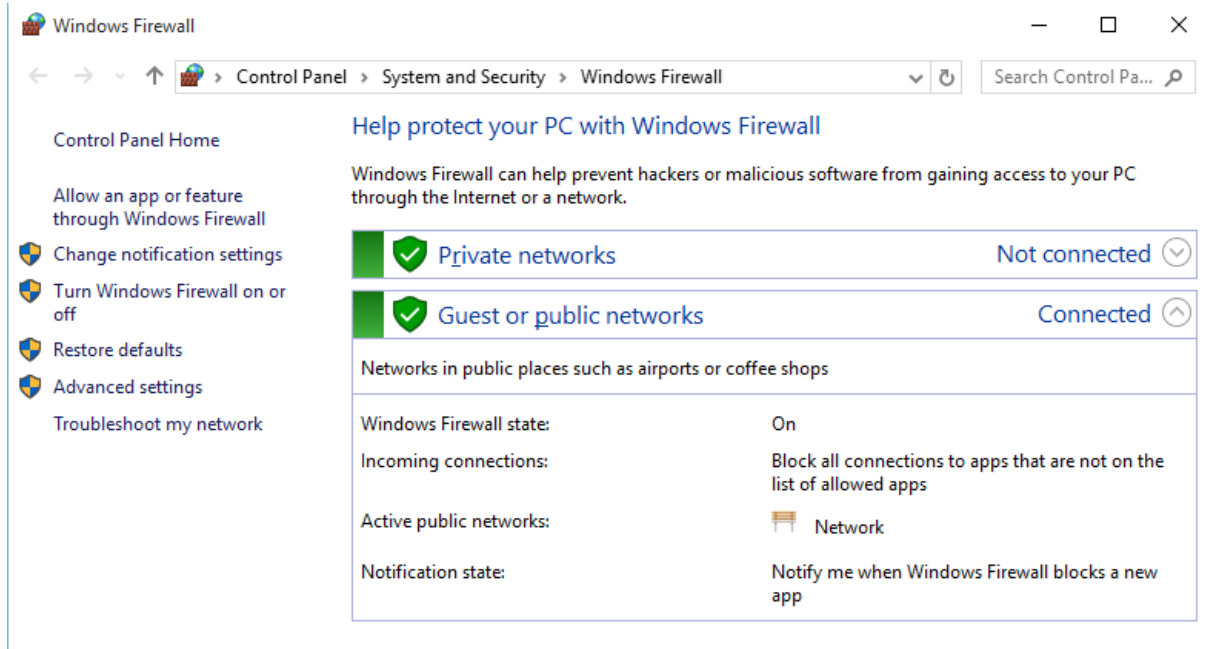 Windows Firewall
Control Panel > System and Security > Windows Firewall
Search Control Pa...
Control Panel Home
Allow an app or feature
through Windows Firewall
Change notification settings
Turn Windows Firewall on or
off
Restore defaults
Advanced settings
Troubleshoot my network
Help protect your PC with Windows Firewall
Windows Firewall can help prevent hackers or malicious software from gaining access to your PC
through the Internet or a network.
Private networks
Not connected
Guest or public networks
Connected
Networks in public places such as airports or coffee shops
Windows Firewall state:
On
Incoming connections:
Block all connections to apps that are not on the
list of allowed apps
Active public networks:
Network
Notification state:
Notify me when Windows Firewall blocks a new
app